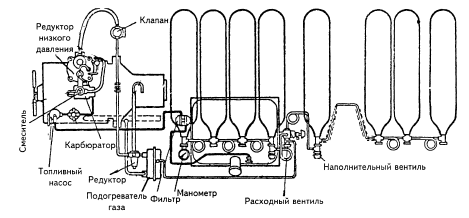 Клапан
Редуктор
низкого
давления
Смеситель
Карбюратор
Топливный
насос
Редуктор
Подогреватель
газа
Фильтр
Манометр
Расходный вентиль
Наполнительный вентиль